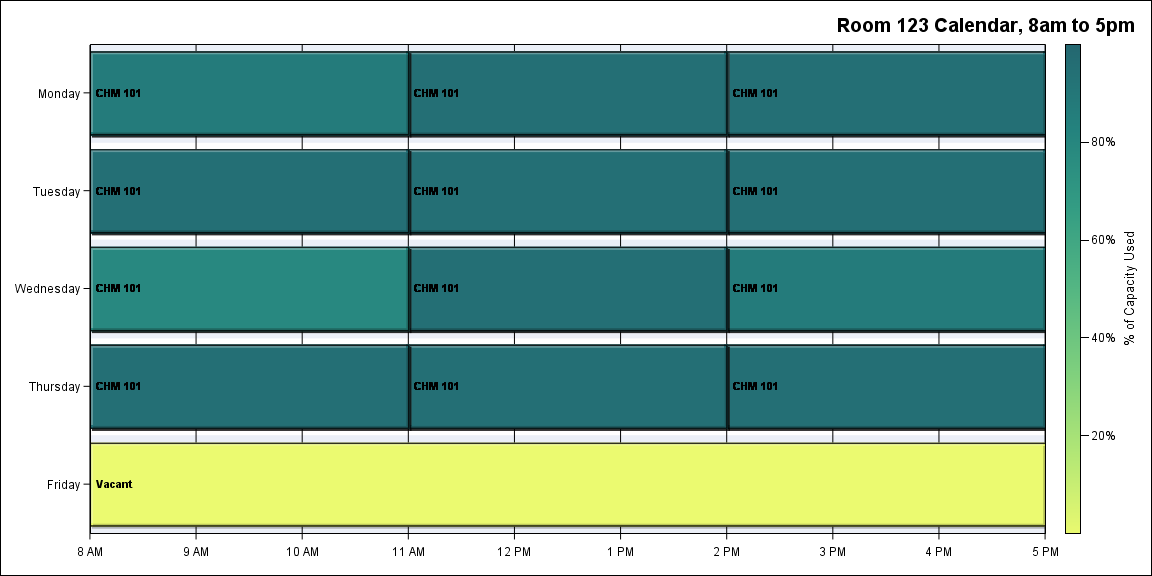 Room 123 Calendar, 8am to 5pm
Monday
CHM 101
CHM 101
CHM 101
Tuesday
CHM 101
CHM 101
CHM 101
Wednesday
CHM 101
CHM 101
CHM 101
Thursday
CHM 101
CHM 101
CHM 101
Friday
Vacant
8 AM
9 AM
10 AM
11 AM
12 PM
1 PM
2 PM
3 PM
4 PM
5 PM
80%
60%
40%
20%
% of Capacity Used